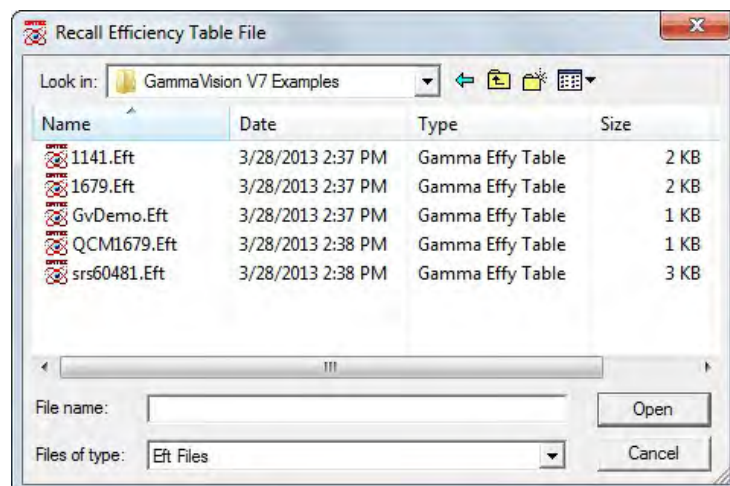 Recall Efficiency Table File
Look in: GammaVision V7 Examples
Name Date Type Size
1141.Eft 3/28/2013 2:37 PM Gamma Effy Table 2 KB
1679.Eft 3/28/2013 2:37 PM Gamma Effy Table 2 KB
GvDemo.Eft 3/28/2013 2:37 PM Gamma Effy Table 1 KB
QCM1679.Eft 3/28/2013 2:38 PM Gamma Effy Table 1 KB
srs60481.Eft 3/28/2013 2:38 PM Gamma Effy Table 3 KB
File name: Open
Files of type: Eft Files Cancel